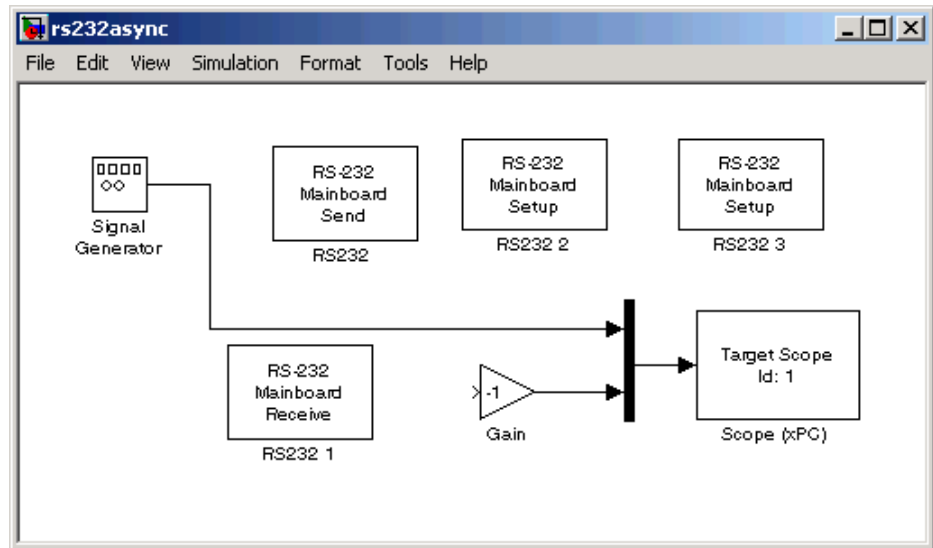 rs232async
File Edit View Simulation Format Tools Help
Signal
Generator
RS-232
Mainboard
Send
RS232
RS-232
Mainboard
Setup
RS232 2
RS-232
Mainboard
Setup
RS232 3
RS-232
Mainboard
Receive
RS232 1
-1
Gain
Target Scope
Id: 1
Scope (xPC)